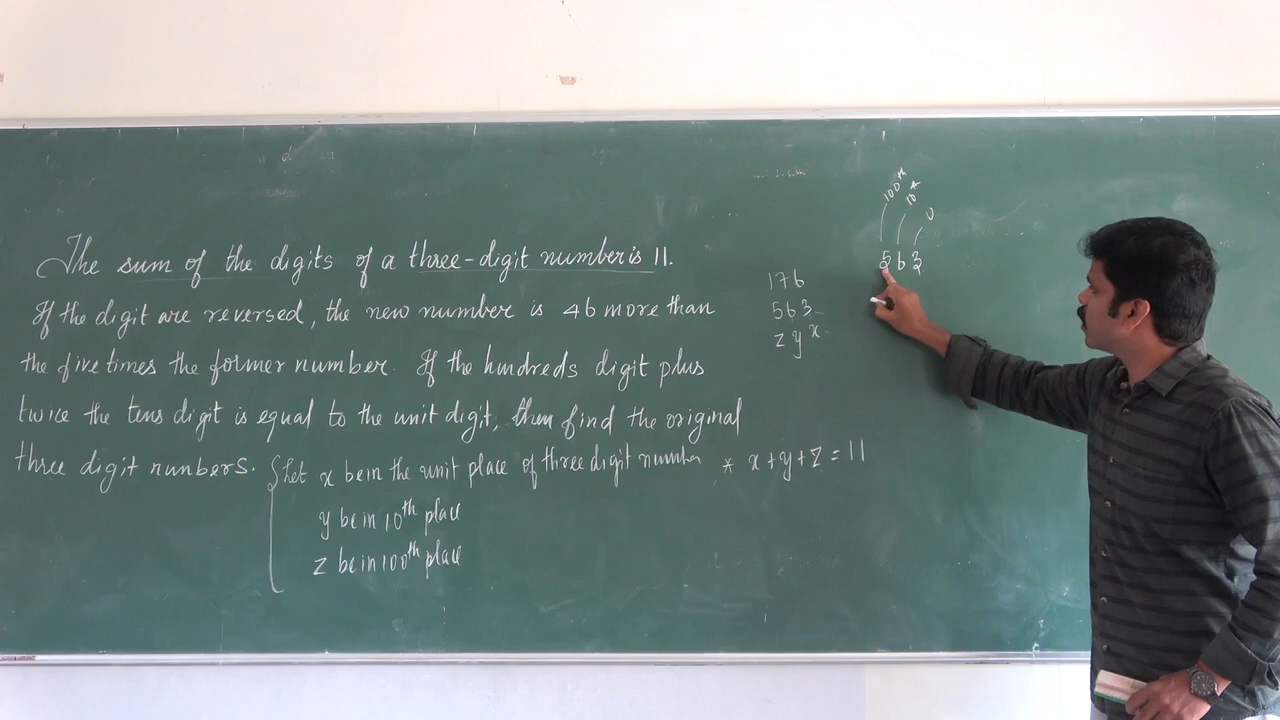 The sum of the digits of a three-digit number is 11.
If the digit are reversed, the new number is 46 more than
the five times the former number. If the hundreds digit plus
twice the tens digit is equal to the unit digit, then find the original
three digit nunbers.
Let x be in the unit place of three digit number
y be in 10th place
z be in 100th place
* x+y+z = 11
176
563
z y x
100
10
U
563